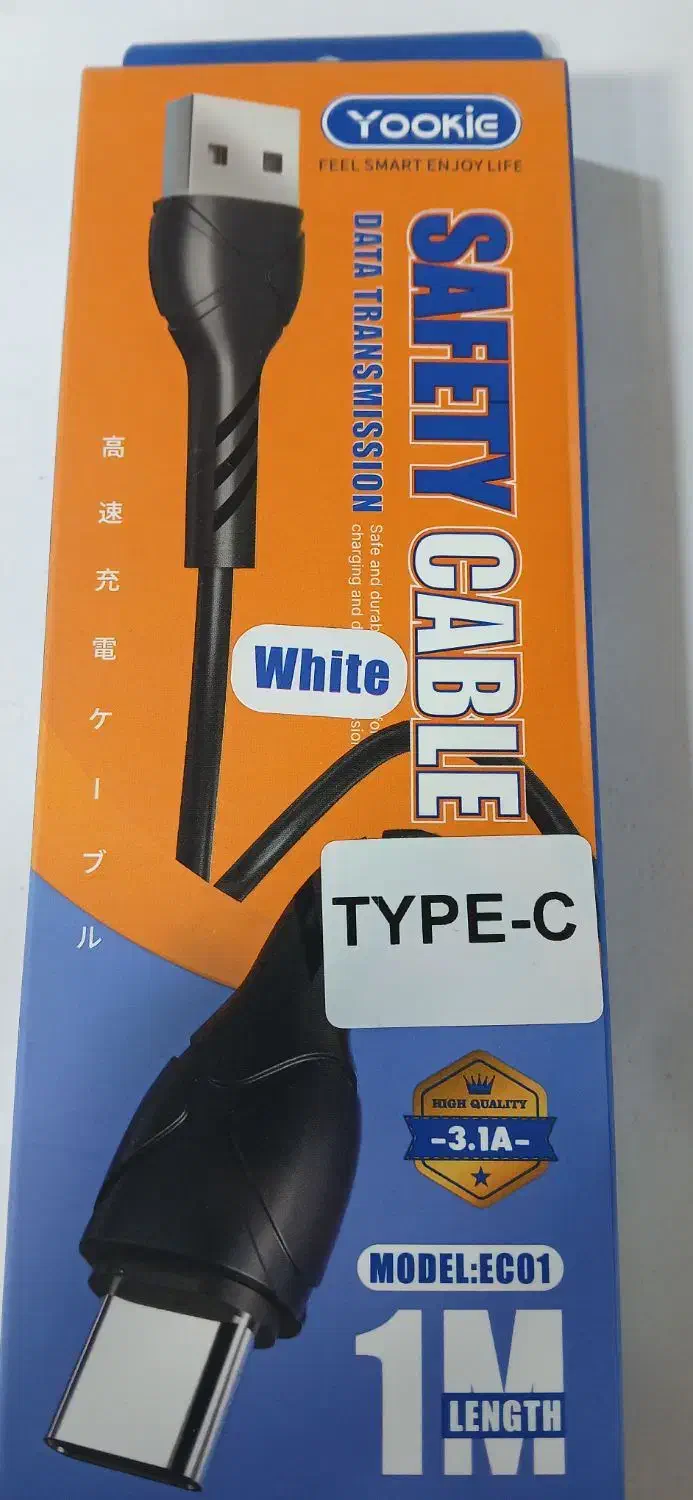 YOOKIE
FEEL SMART ENJOY LIFE
SAFETY CABLE
DATA TRANSMISSION
Safe and
charging and
高速充電ケーブル
White
TYPE-C
HIGH QUALITY
-3.1A-
MODEL:EC01
1M
LENGTH